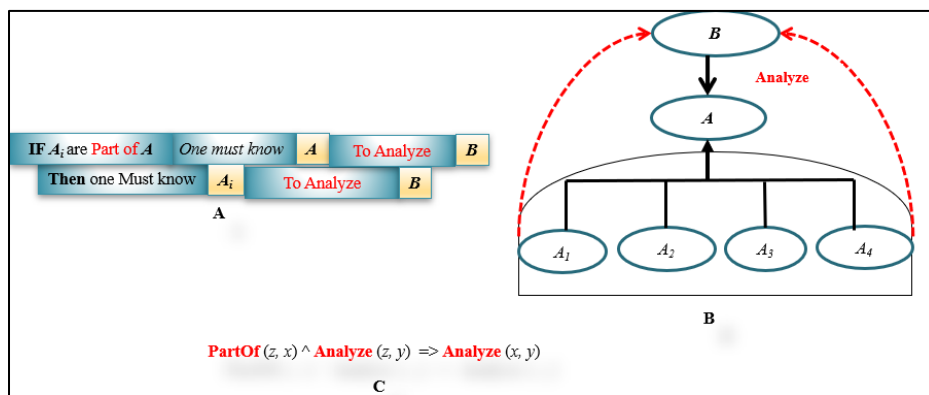 IF Ai are Part of A One must know A To Analyze B
Then one Must know Ai To Analyze B
A
B
Analyze
A
A1 A2 A3 A4
B
PartOf (z, x) ^ Analyze (z, y) => Analyze (x, y)
C